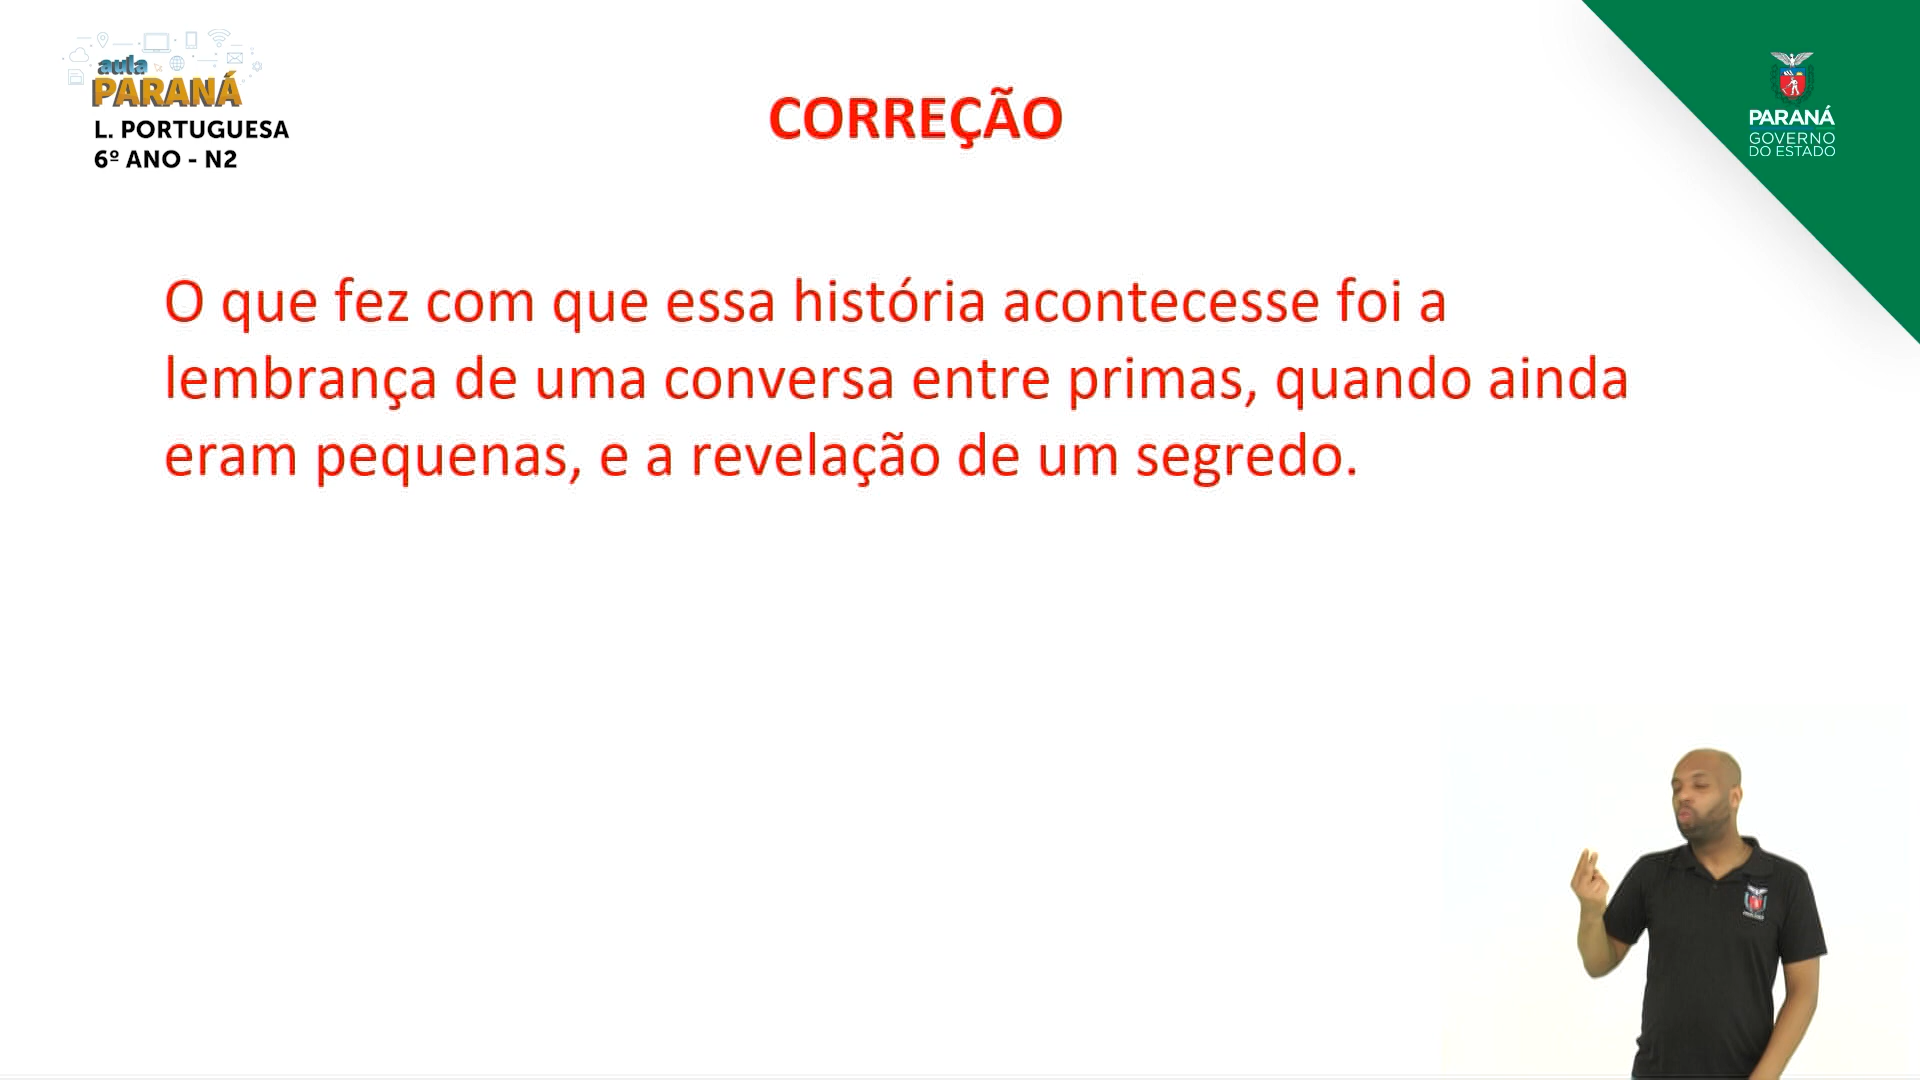 aula
PARANÁ
L. PORTUGUESA
6º ANO - N2
CORREÇÃO
PARANÁ
GOVERNO
DO ESTADO
O que fez com que essa história acontecesse foi a
lembrança de uma conversa entre primas, quando ainda
eram pequenas, e a revelação de um segredo.